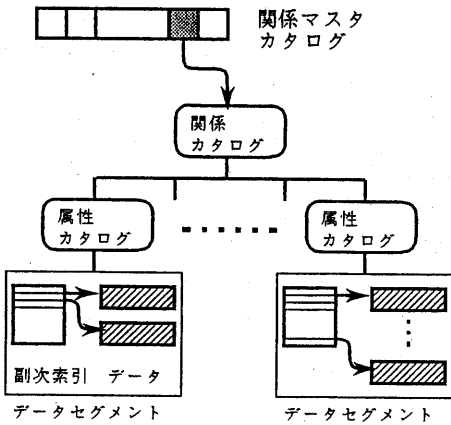 関係マスタ
カタログ
関係
カタログ
属性
カタログ
属性
カタログ
副次索引 データ
データセグメント
データセグメント